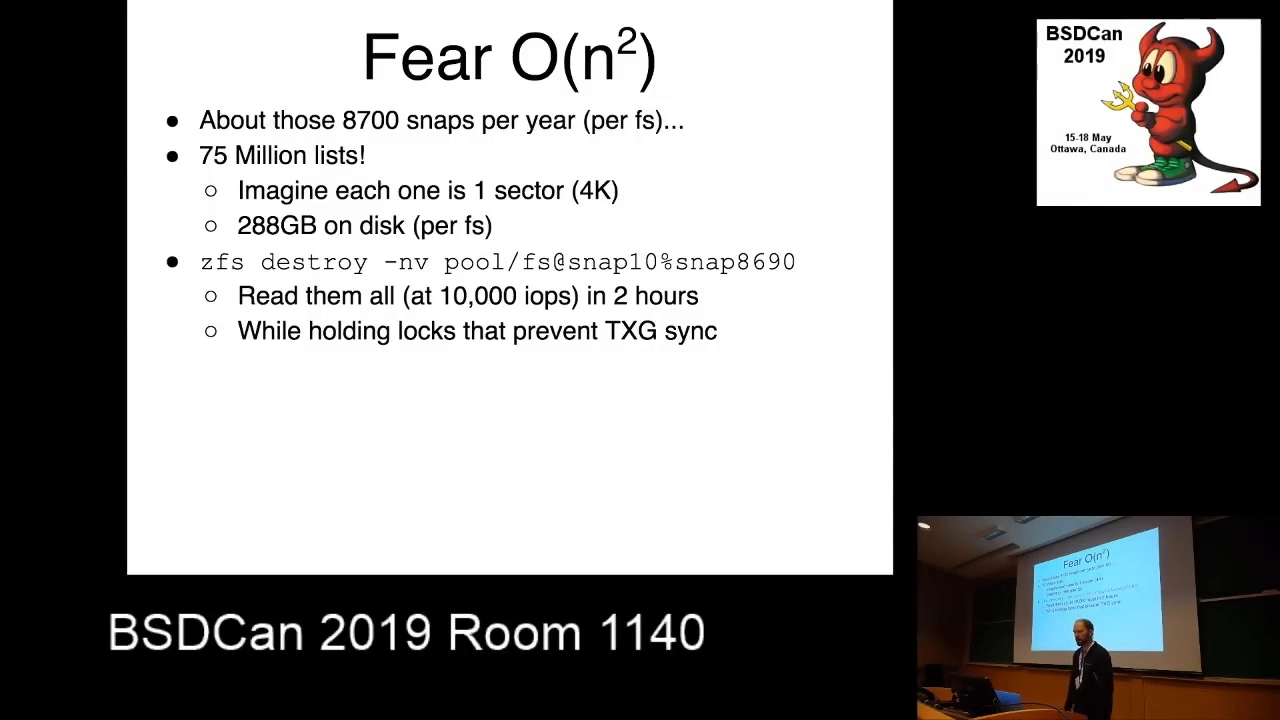 Fear O(n²)
● About those 8700 snaps per year (per fs)...
● 75 Million lists!
○ Imagine each one is 1 sector (4K)
○ 288GB on disk (per fs)
● zfs destroy -nv pool/fs@snap10%snap8690
○ Read them all (at 10,000 iops) in 2 hours
○ While holding locks that prevent TXG sync
BSDCan
2019
15-18 May
Ottawa, Canada
Fear O(n²)
BSDCan 2019 Room 1140